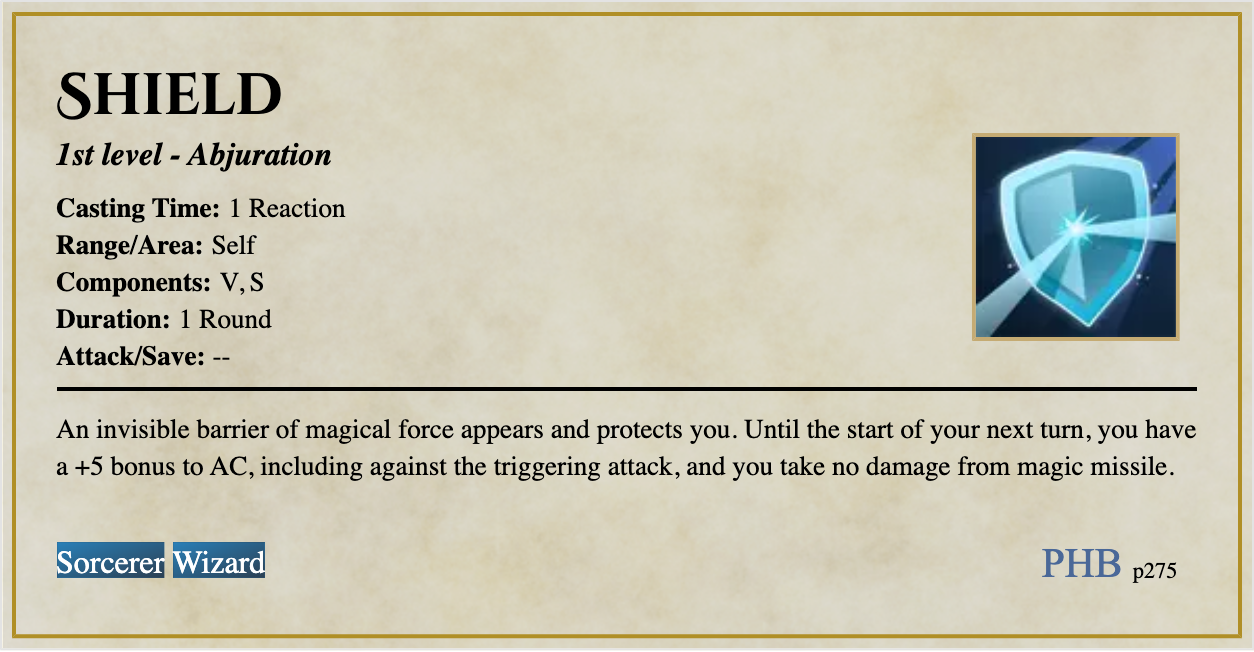 SHIELD
1st level - Abjuration
Casting Time: 1 Reaction
Range/Area: Self
Components: V, S
Duration: 1 Round
Attack/Save: --
An invisible barrier of magical force appears and protects you. Until the start of your next turn, you have
a +5 bonus to AC, including against the triggering attack, and you take no damage from magic missile.
Sorcerer Wizard
PHB p275